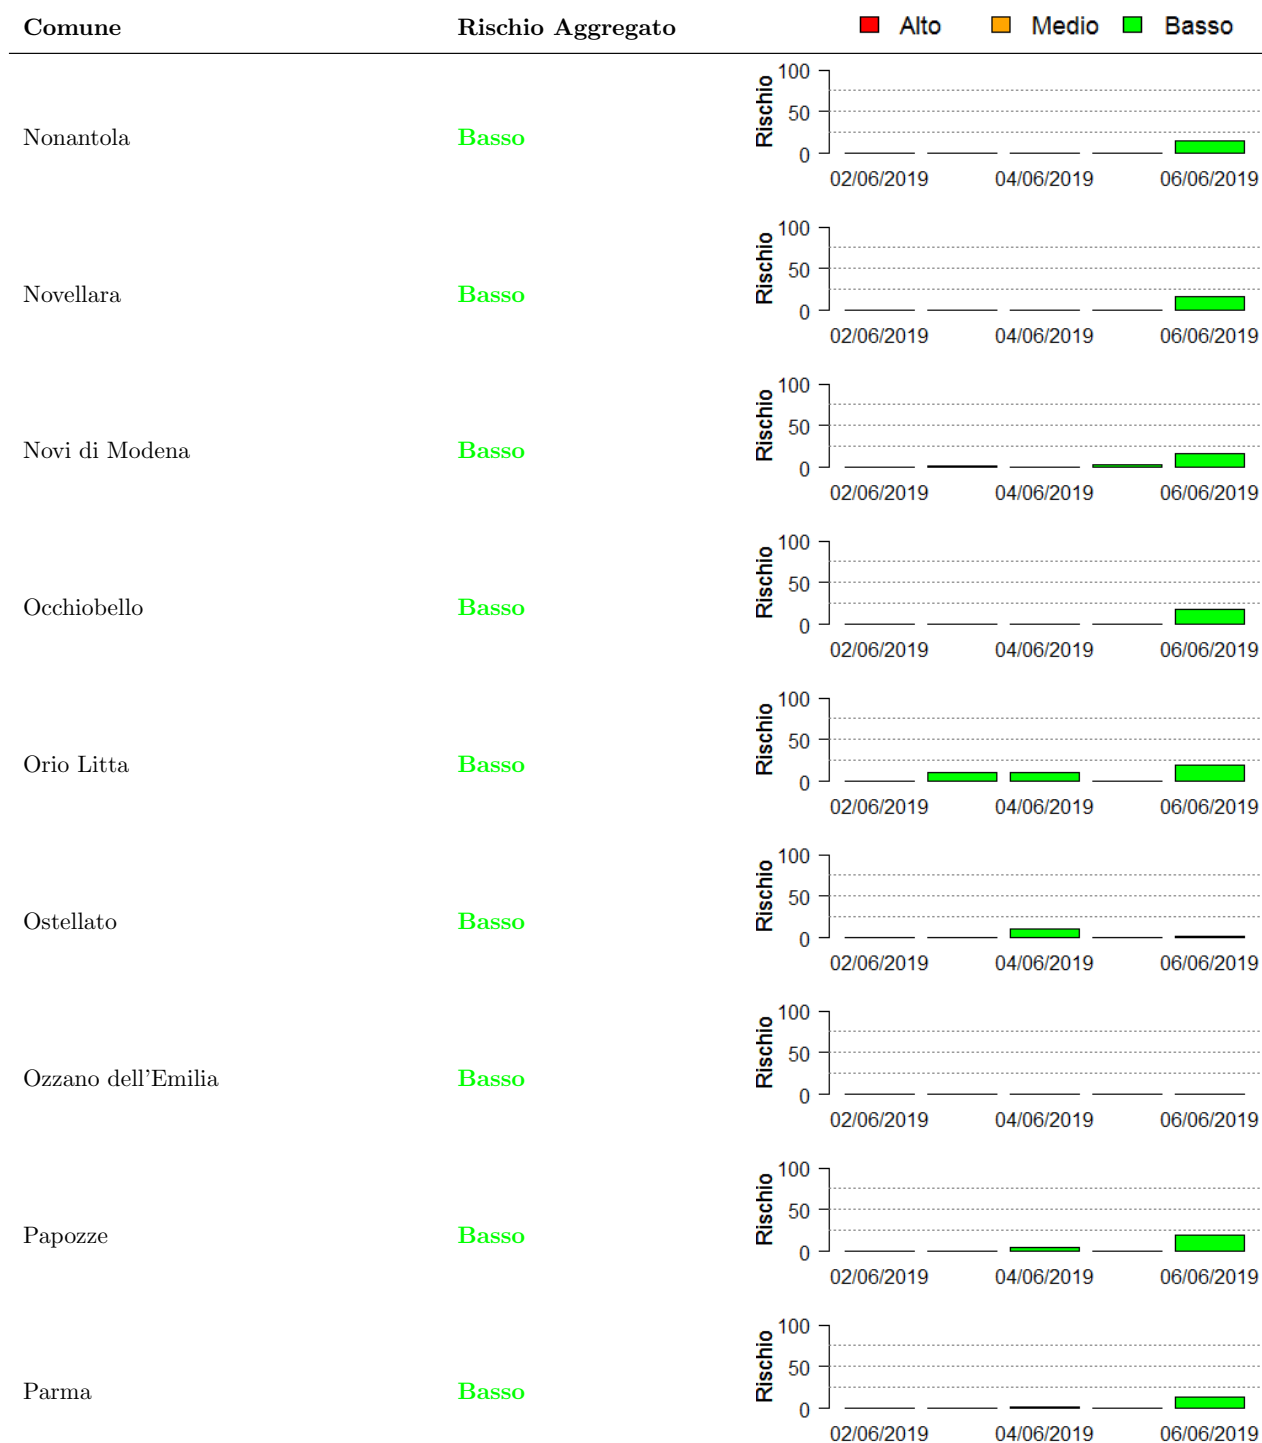 Comune Rischio Aggregato Alto Medio Basso
100
50
0
Rischio
Nonantola Basso
02/06/2019 04/06/2019 06/06/2019
100
50
0
Rischio
Novellara Basso
02/06/2019 04/06/2019 06/06/2019
100
50
0
Rischio
Novi di Modena Basso
02/06/2019 04/06/2019 06/06/2019
100
50
0
Rischio
Occhiobello Basso
02/06/2019 04/06/2019 06/06/2019
100
50
0
Rischio
Orio Litta Basso
02/06/2019 04/06/2019 06/06/2019
100
50
0
Rischio
Ostellato Basso
02/06/2019 04/06/2019 06/06/2019
100
50
0
Rischio
Ozzano dell'Emilia Basso
02/06/2019 04/06/2019 06/06/2019
100
50
0
Rischio
Papozze Basso
02/06/2019 04/06/2019 06/06/2019
100
50
0
Rischio
Parma Basso
02/06/2019 04/06/2019 06/06/2019